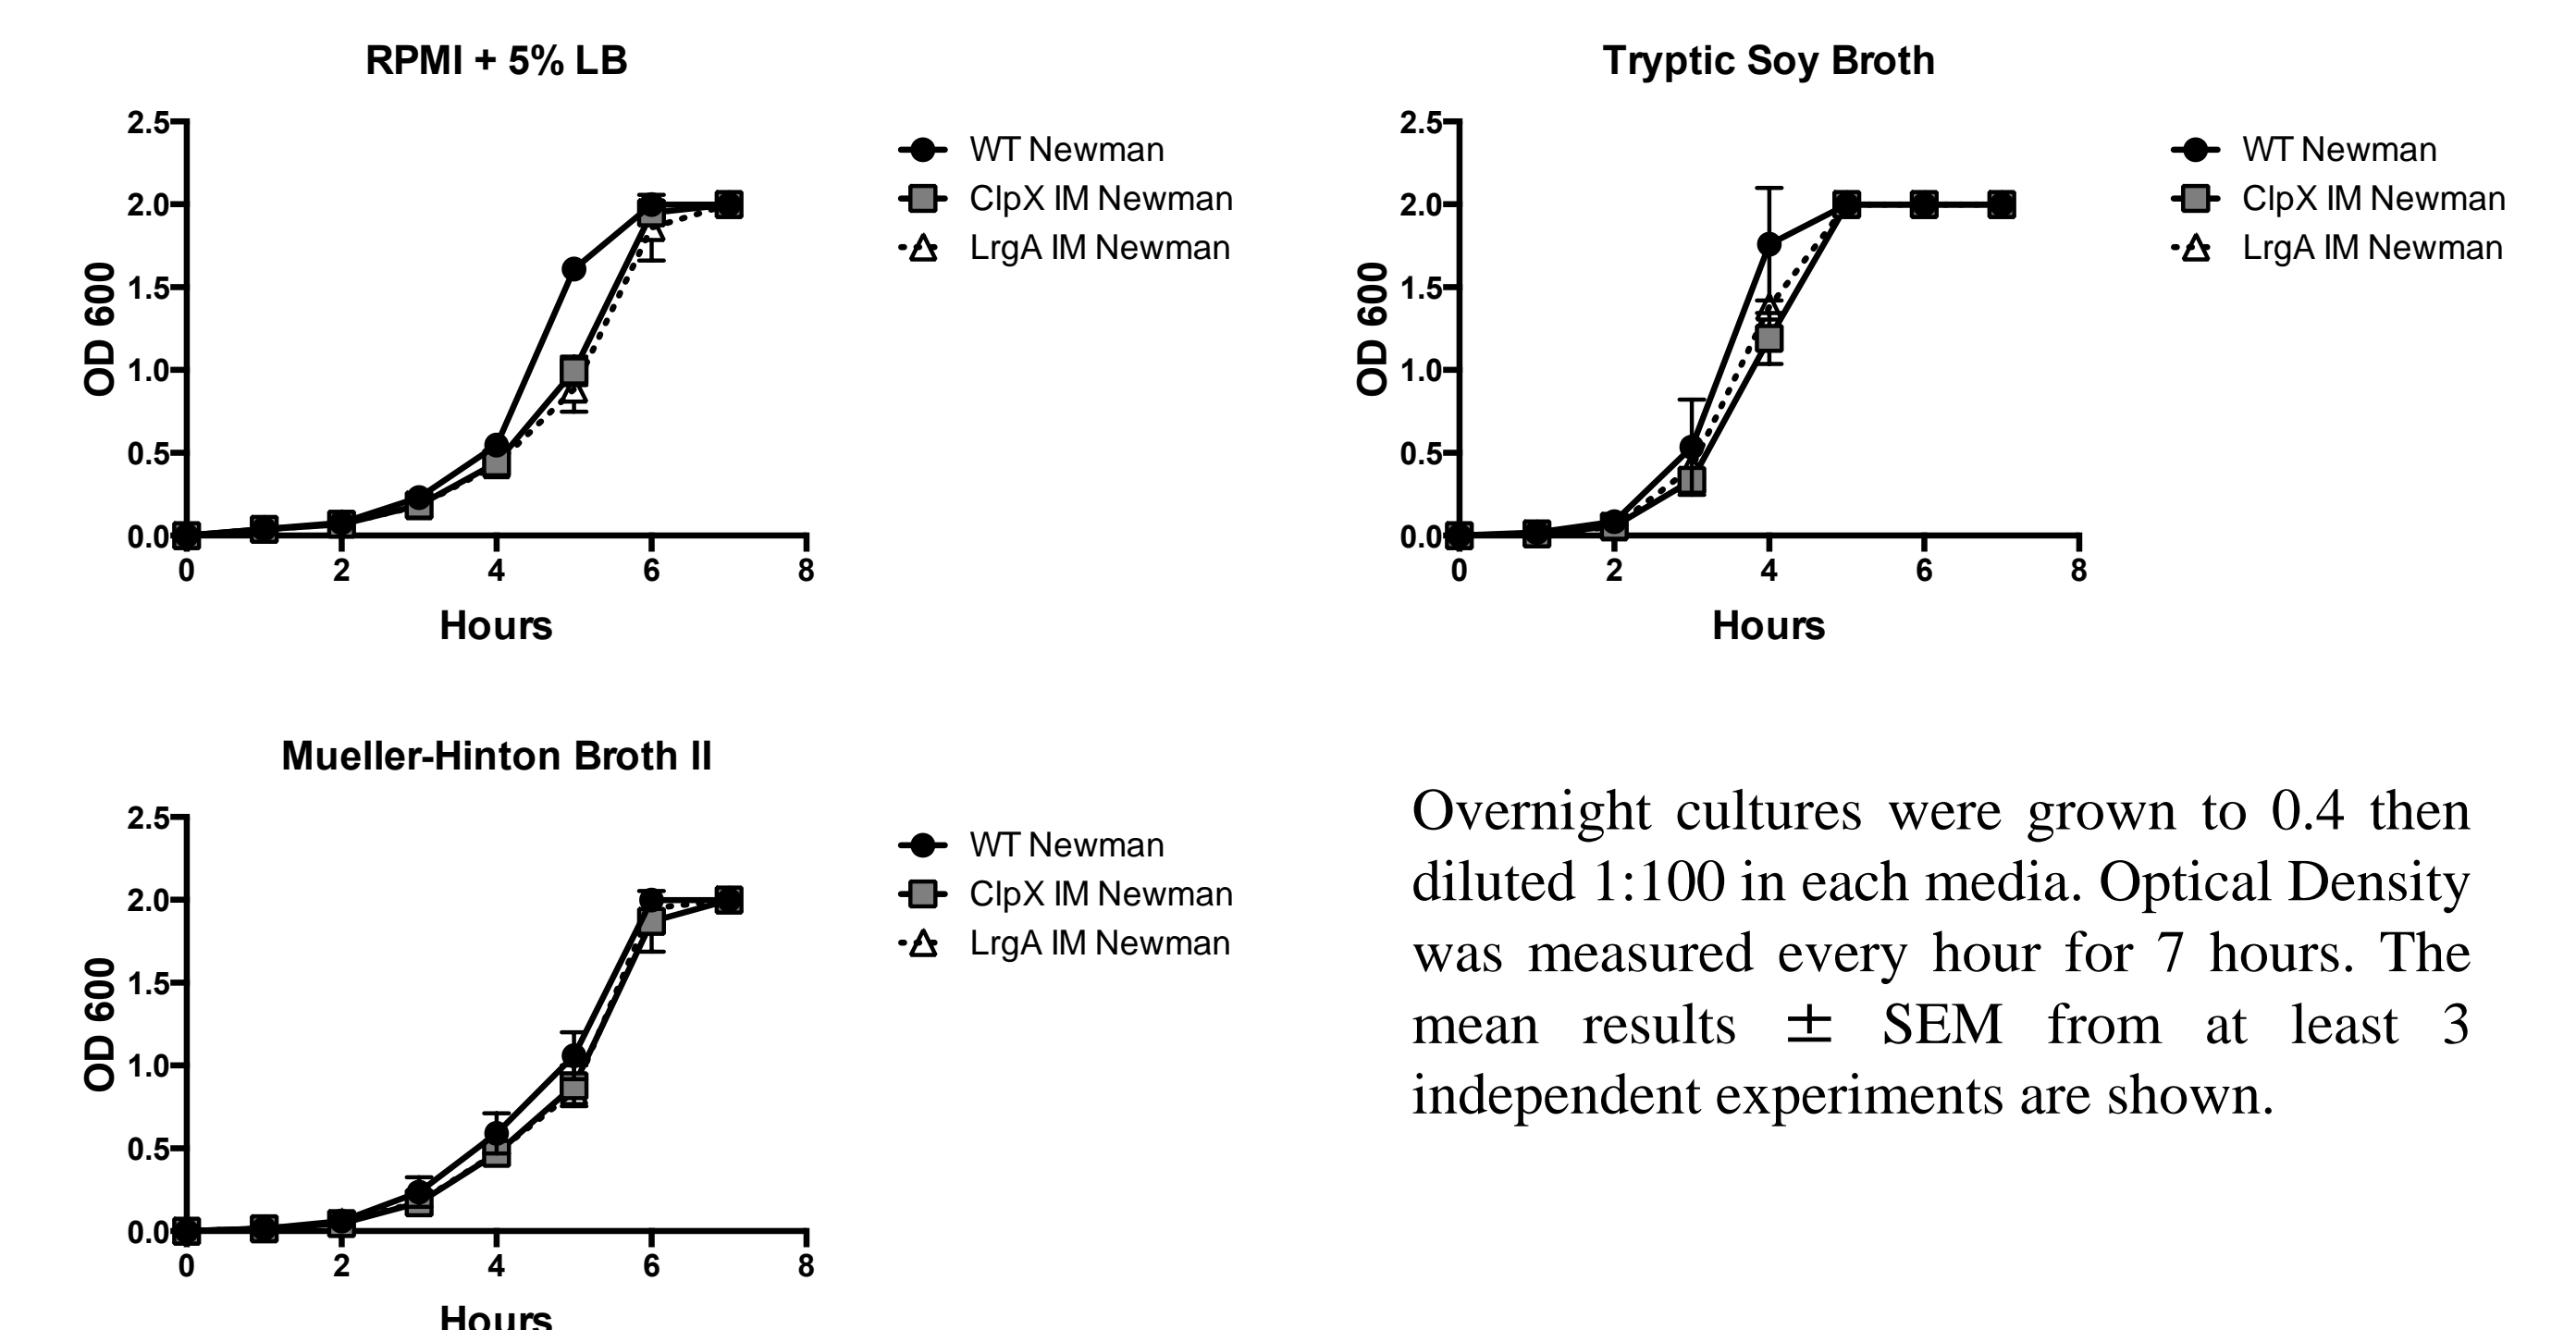 RPMI + 5% LB
2.5
2.0
1.5
1.0
0.5
0.0
OD 600
0 2 4 6 8
Hours
WT Newman
ClpX IM Newman
LrgA IM Newman
Tryptic Soy Broth
2.5
2.0
1.5
1.0
0.5
0.0
OD 600
0 2 4 6 8
Hours
WT Newman
ClpX IM Newman
LrgA IM Newman
Mueller-Hinton Broth II
2.5
2.0
1.5
1.0
0.5
0.0
OD 600
0 2 4 6 8
Hours
WT Newman
ClpX IM Newman
LrgA IM Newman
Overnight cultures were grown to 0.4 then
diluted 1:100 in each media. Optical Density
was measured every hour for 7 hours. The
mean results ± SEM from at least 3
independent experiments are shown.